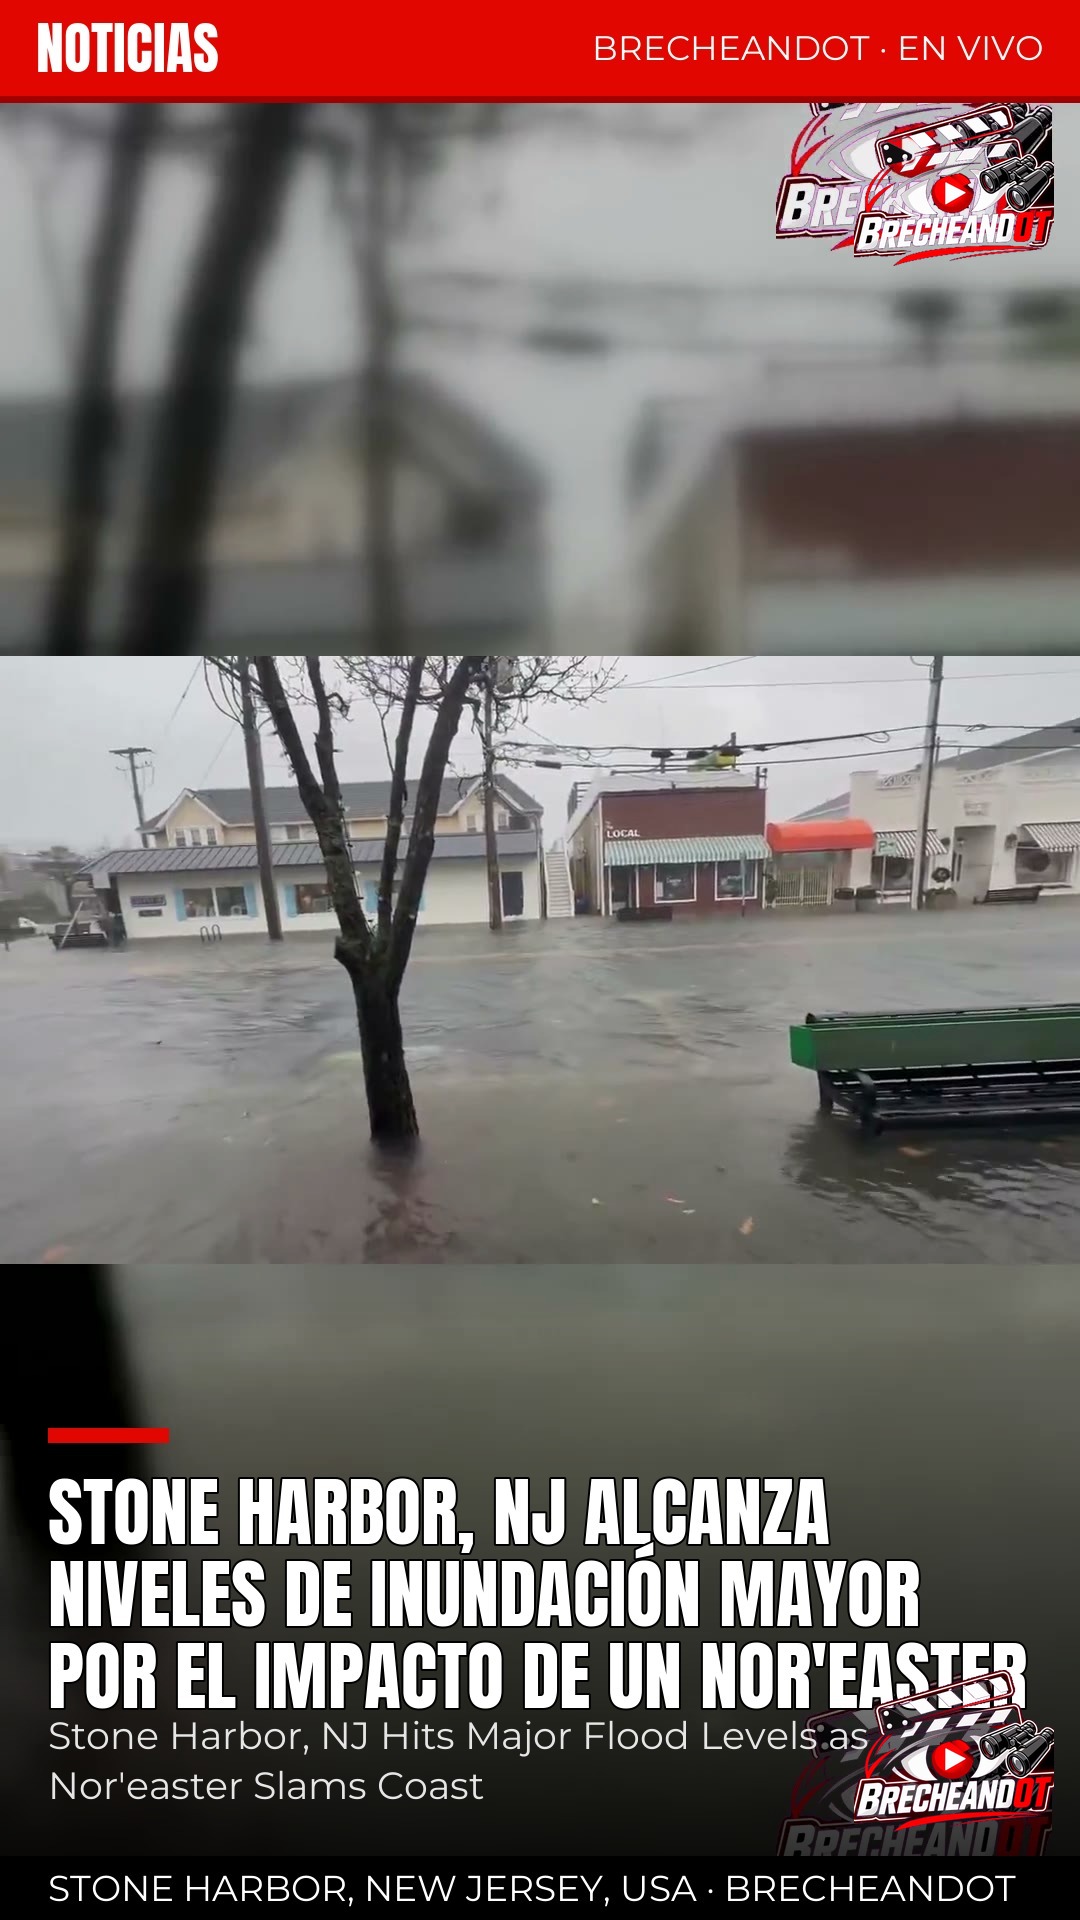 NOTICIAS
BRECHEANDOT · EN VIVO
BRE
BRECHEANDOT
LOCAL
STONE HARBOR, NJ ALCANZA
NIVELES DE INUNDACIÓN MAYOR
POR EL IMPACTO DE UN NOR'EASTER
Stone Harbor, NJ Hits Major Flood Levels as
Nor'easter Slams Coast
BRECHEANDOT
BRECHEANDOT
STONE HARBOR, NEW JERSEY, USA · BRECHEANDOT